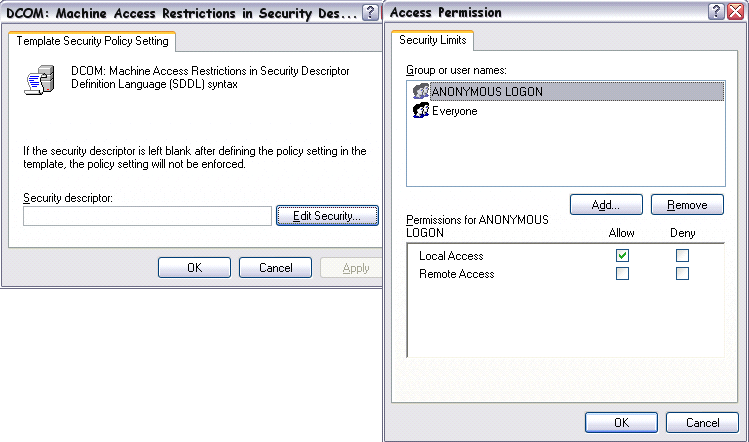 DCOM: Machine Access Restrictions in Security Des...
Template Security Policy Setting
DCOM: Machine Access Restrictions in Security Descriptor
Definition Language (SDDL) syntax
If the security descriptor is left blank after defining the policy setting in the
template, the policy setting will not be enforced.
Security descriptor:
Edit Security...
OK Cancel Apply
Access Permission
Security Limits
Group or user names:
ANONYMOUS LOGON
Everyone
Add... Remove
Permissions for ANONYMOUS
LOGON Allow Deny
Local Access
Remote Access
OK Cancel